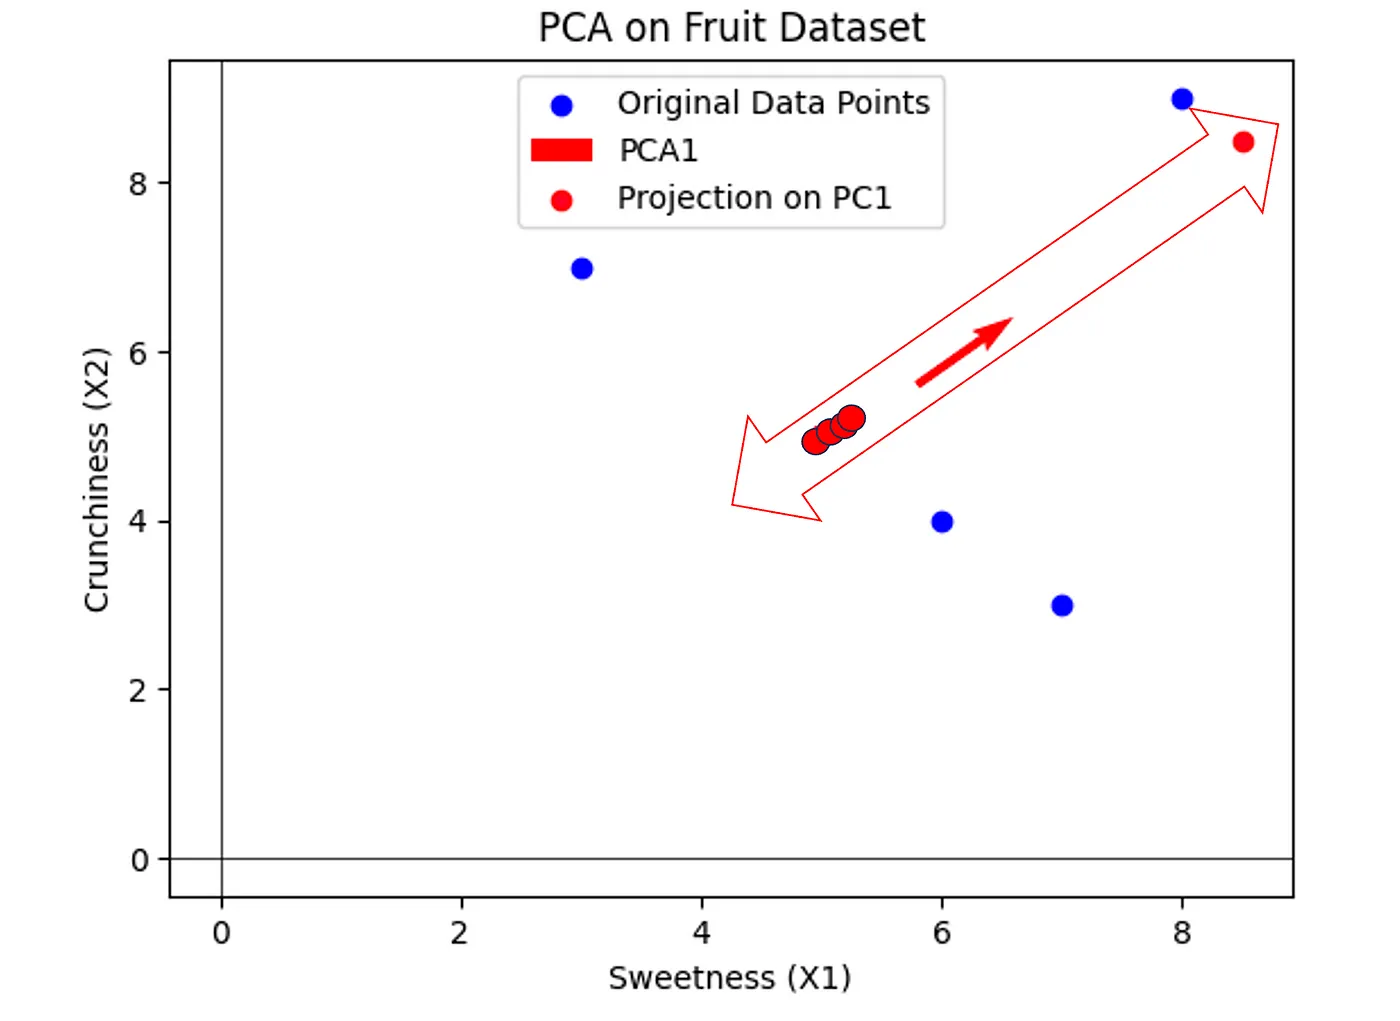 PCA on Fruit Dataset
Original Data Points
PCA1
Projection on PC1
8
6
4
2
0
Crunchiness (X2)
0 2 4 6 8
Sweetness (X1)